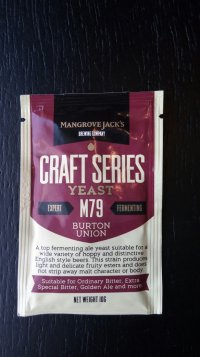 MANGROVE JACK'S
BREWING COMPANY
CRAFT SERIES
YEAST
EXPERT M79 FERMENTING
BURTON
UNION
A top fermenting ale yeast suitable for a
wide variety of hoppy and distinctive
English style beers. This strain produces
light and delicate fruity esters and does
not strip away malt character or body.
Suitable for Ordinary Bitter, Extra
Special Bitter, Golden Ale and more.
NET WEIGHT 10G